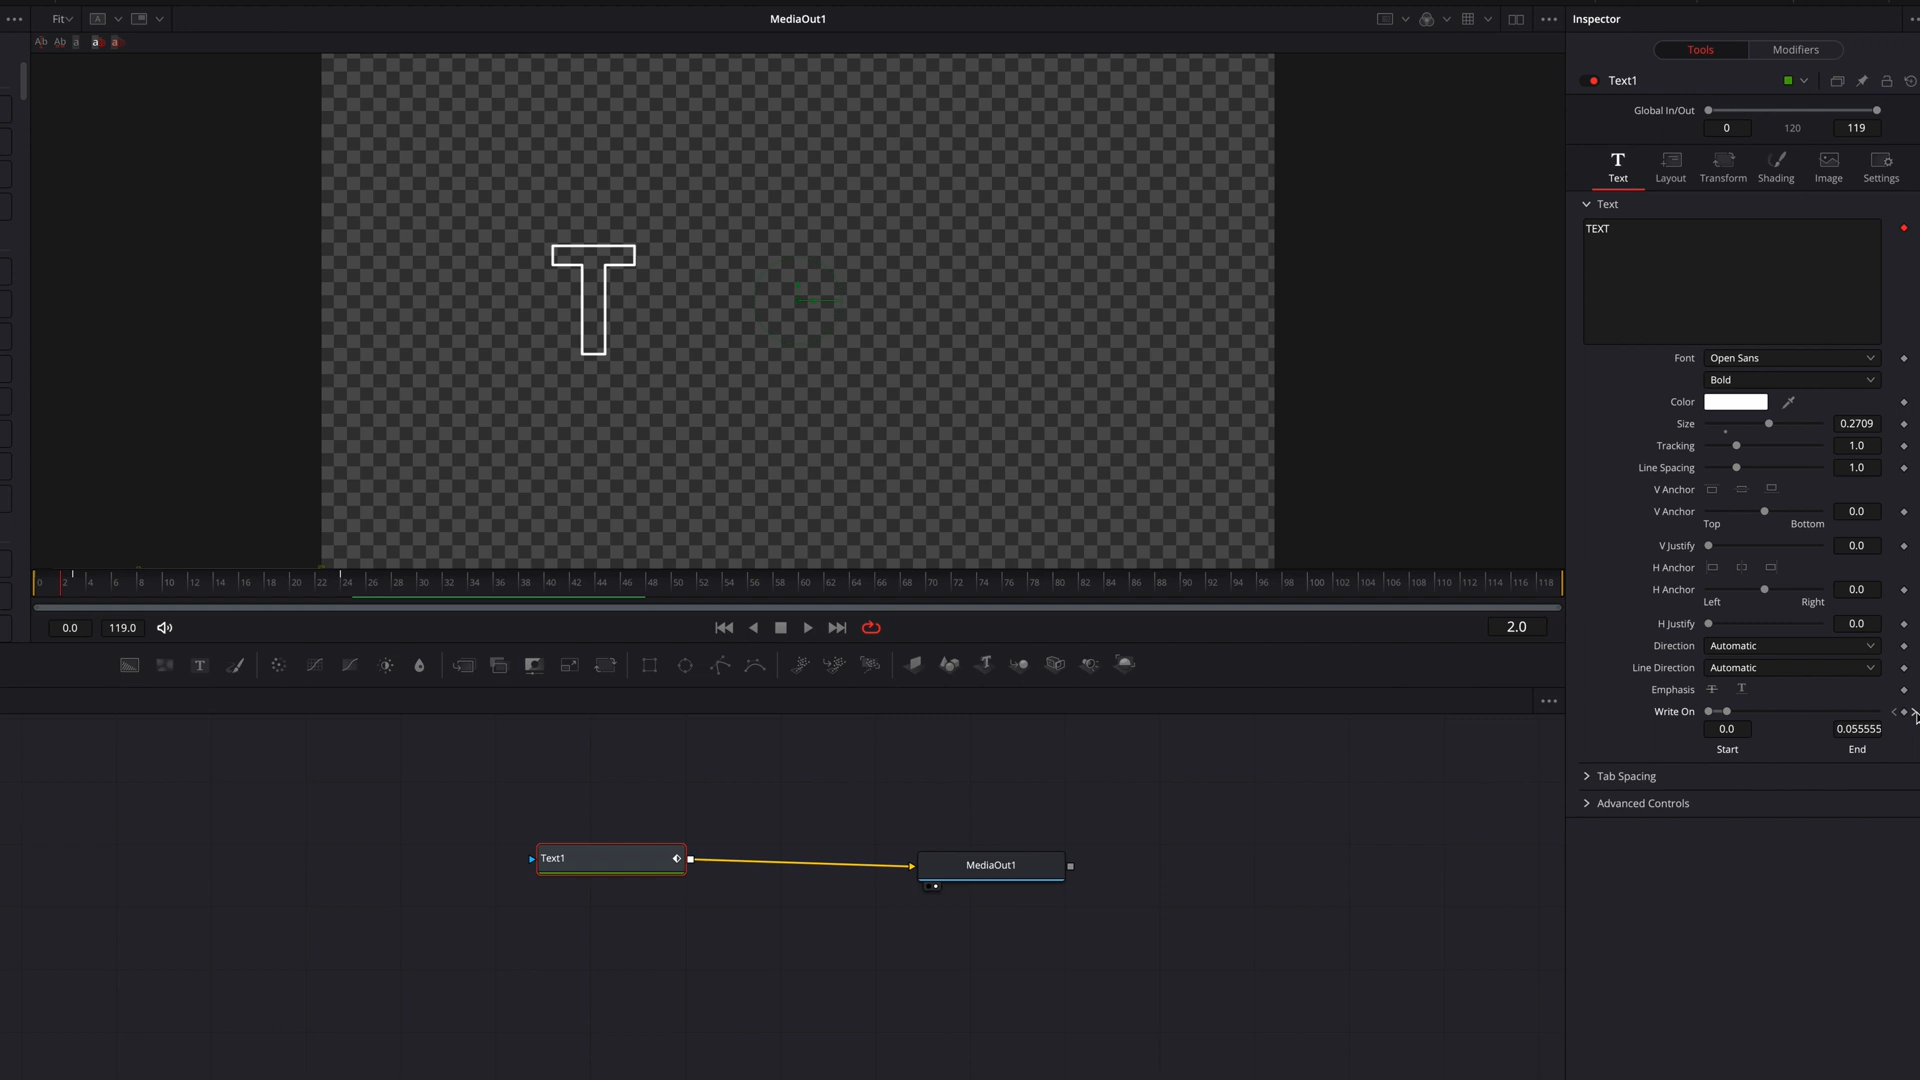 Fit
A
MediaOut1
Inspector
Ab Ab a a a
Tools Modifiers
Text1
Global In/Out
0 120 119
T
Text Layout Transform Shading Image Settings
Text
TEXT
T
Font Open Sans
Bold
Color
Size 0.2709
Tracking 1.0
Line Spacing 1.0
V Anchor
V Anchor 0.0
Top Bottom
V Justify 0.0
H Anchor
H Anchor 0.0
Left Right
H Justify 0.0
Direction Automatic
Line Direction Automatic
Emphasis T T
Write On
0.0 0.055555
Start End
Tab Spacing
Advanced Controls
0 2 4 6 8 10 12 14 16 18 20 22 24 26 28 30 32 34 36 38 40 42 44 46 48 50 52 54 56 58 60 62 64 66 68 70 72 74 76 78 80 82 84 86 88 90 92 94 96 98 100 102 104 106 108 110 112 114 116 118
0.0 119.0 2.0
T T
Text1
MediaOut1